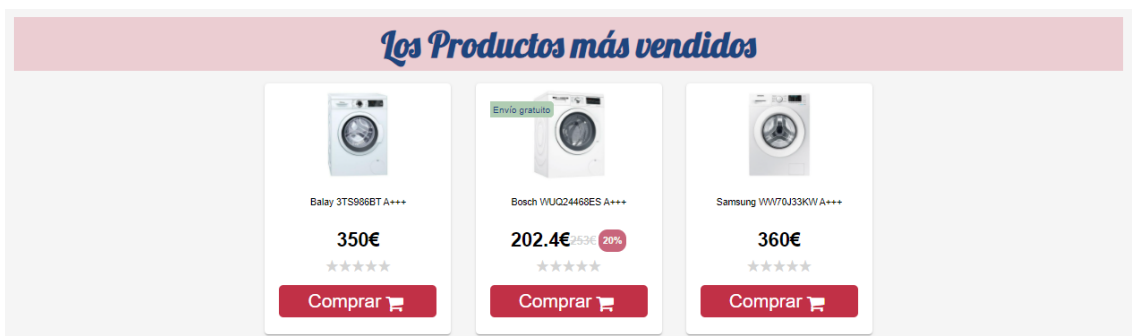 Los Productos más vendidos
Envío gratuito
Balay 3TS986BT A+++
350€
Comprar
Bosch WUQ24468ES A+++
202.4€ 253€ 20%
Comprar
Samsung WW70J33KW A+++
360€
Comprar